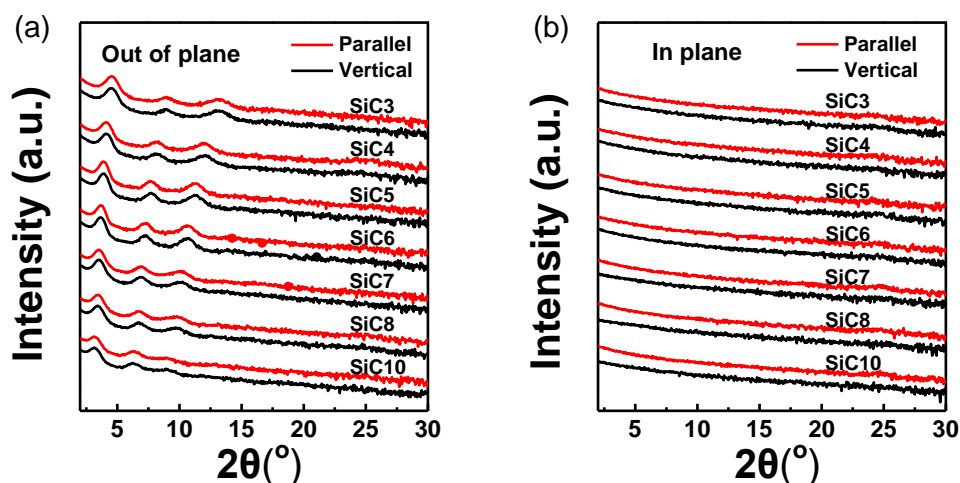 (a)
Out of plane
Parallel
Vertical
SiC3
SiC4
SiC5
SiC6
SiC7
SiC8
SiC10
Intensity (a.u.)
5 10 15 20 25 30
2θ(°)
(b)
In plane
Parallel
Vertical
SiC3
SiC4
SiC5
SiC6
SiC7
SiC8
SiC10
Intensity (a.u.)
5 10 15 20 25 30
2θ(°)